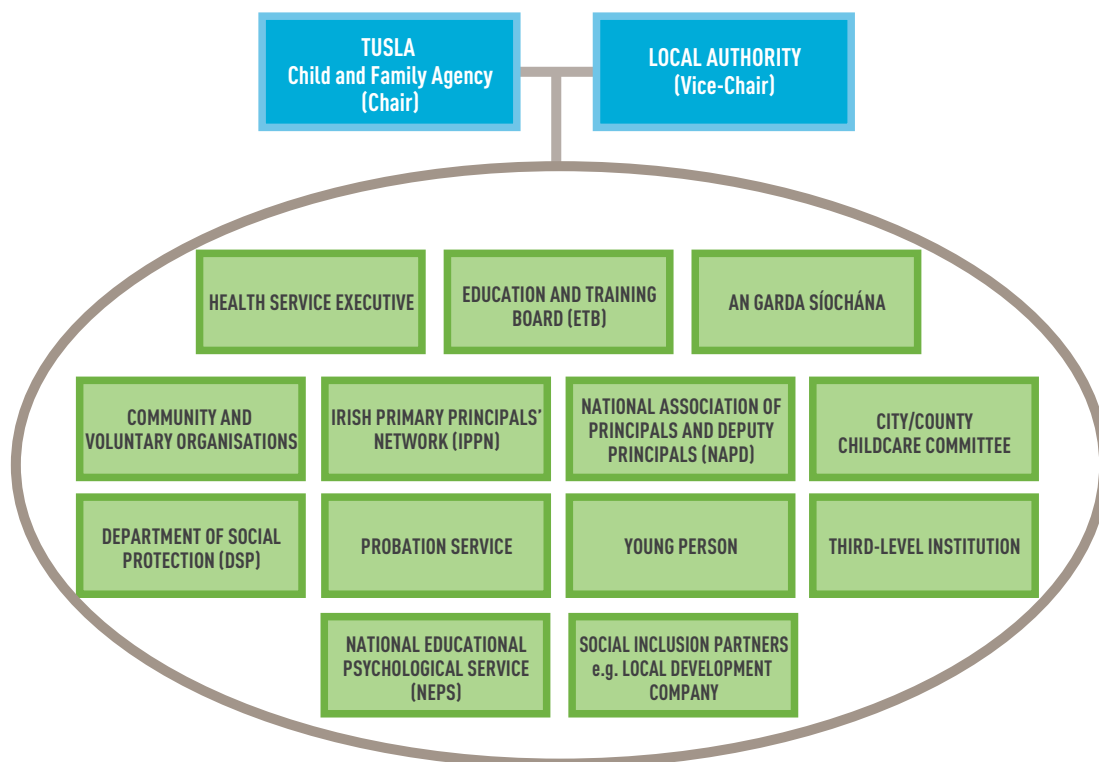 TUSLA
Child and Family Agency
(Chair)
LOCAL AUTHORITY
(Vice-Chair)
HEALTH SERVICE EXECUTIVE
EDUCATION AND TRAINING
BOARD (ETB)
AN GARDA SÍOCHÁNA
COMMUNITY AND
VOLUNTARY ORGANISATIONS
IRISH PRIMARY PRINCIPALS’
NETWORK (IPPN)
NATIONAL ASSOCIATION OF
PRINCIPALS AND DEPUTY
PRINCIPALS (NAPD)
CITY/COUNTY
CHILDCARE COMMITTEE
DEPARTMENT OF SOCIAL
PROTECTION (DSP)
PROBATION SERVICE
YOUNG PERSON
THIRD-LEVEL INSTITUTION
NATIONAL EDUCATIONAL
PSYCHOLOGICAL SERVICE
(NEPS)
SOCIAL INCLUSION PARTNERS
e.g. LOCAL DEVELOPMENT
COMPANY